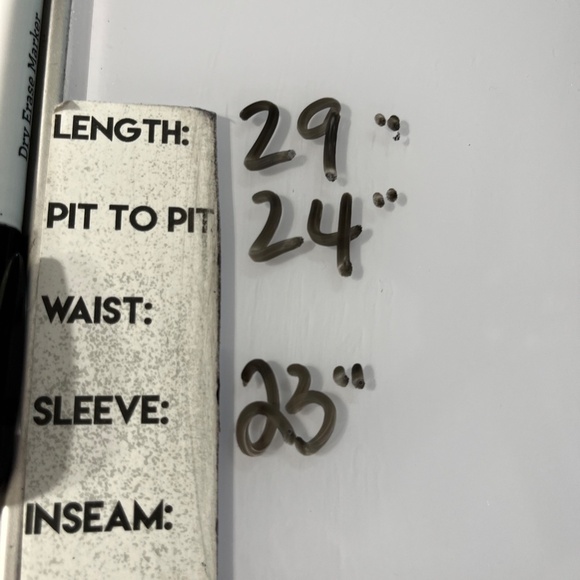 Dry Erase Marker
LENGTH: 29"
PIT TO PIT 24"
WAIST:
SLEEVE: 23"
INSEAM: